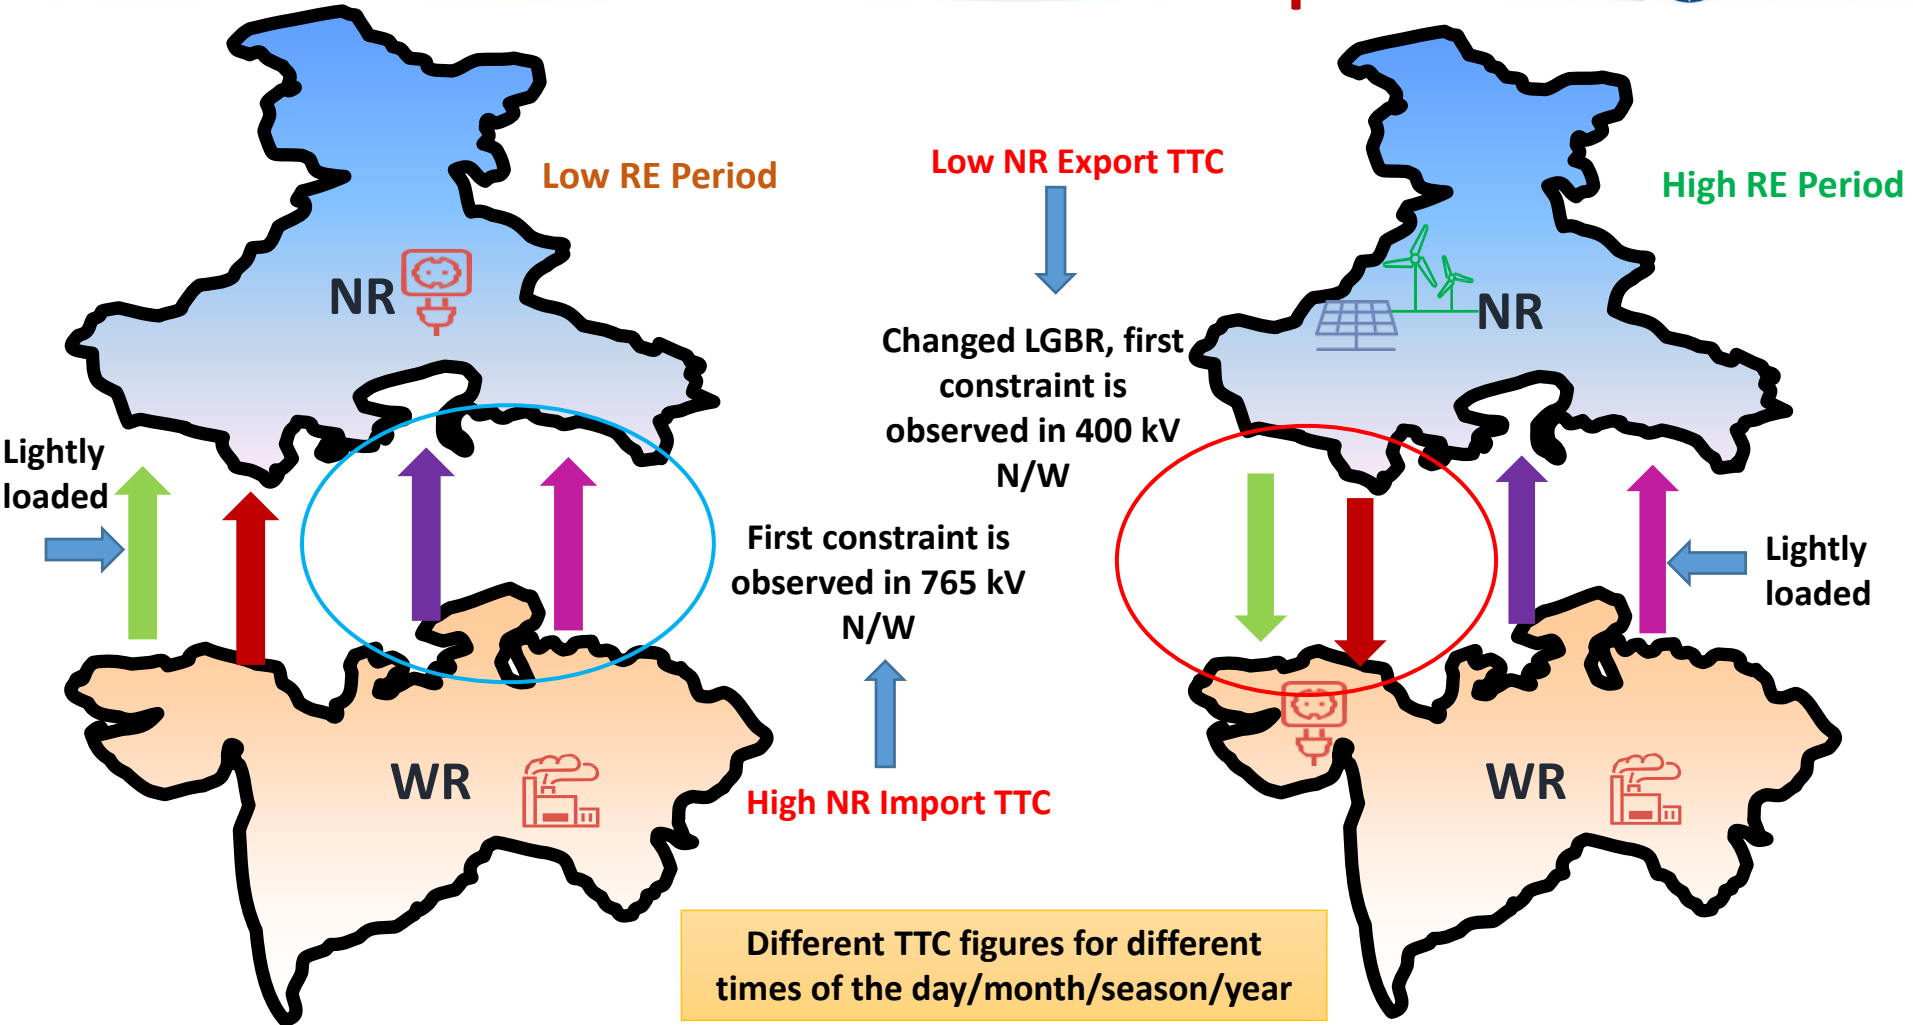 Low RE Period
NR
Lightly
loaded
WR
Low NR Export TTC
Changed LGBR, first
constraint is
observed in 400 kV
N/W
First constraint is
observed in 765 kV
N/W
High NR Import TTC
High RE Period
NR
Lightly
loaded
WR
Different TTC figures for different
times of the day/month/season/year